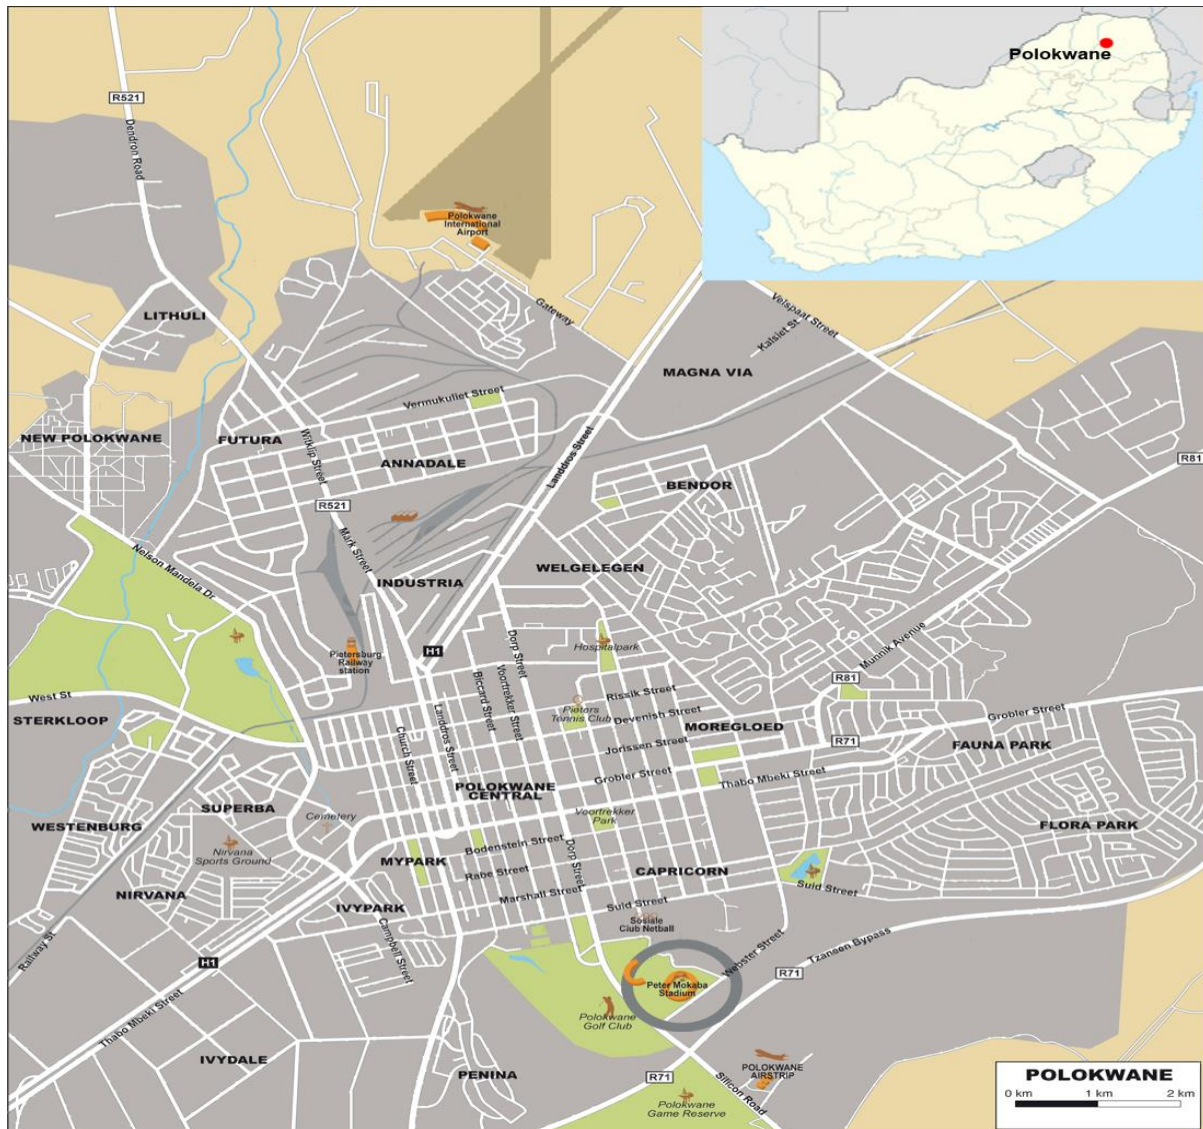 Polokwane
R521
Dendron Road
Polokwane
International
Airport
LITHULI
Gateway
Velspaat Street
Kalsiet St
MAGNA VIA
Vermukuliet Street
NEW POLOKWANE
FUTURA
Witklip Street
ANNADALE
Landdros Street
R81
BENDOR
R521
Mark Street
Nelson Mandela Dr
INDUSTRIA
WELGELEGEN
H1
Dorp Street
Hospitalpark
Munnik Avenue
Pietersburg
Railway
station
Voortrekker Street
Biccard Street
R81
West St
Rissik Street
Pieters
Tennis Club
Devenish Street
Grobler Street
STERKLOOP
Church Street
Landdros Street
MOREGLOED
Jorissen Street
R71
FAUNA PARK
Grobler Street
Thabo Mbeki Street
POLOKWANE
CENTRAL
SUPERBA
Cemetery
Voortrekker
Park
WESTENBURG
FLORA PARK
Nirvana
Sports Ground
Bodenstein Street
MYPARK
Dorp Street
Rabe Street
CAPRICORN
NIRVANA
Marshall Street
Suid Street
Suid Street
IVYPARK
Campbell Street
Sosiale
Club Netball
Railway St
H1
Webster Street
Tzaneen Bypass
R71
Peter Mokaba
Stadium
Thabo Mbeki Street
Polokwane
Golf Club
IVYDALE
PENINA
R71
POLOKWANE
AIRSTRIP
Silicon Road
Polokwane
Game Reserve
POLOKWANE
0 km 1 km 2 km